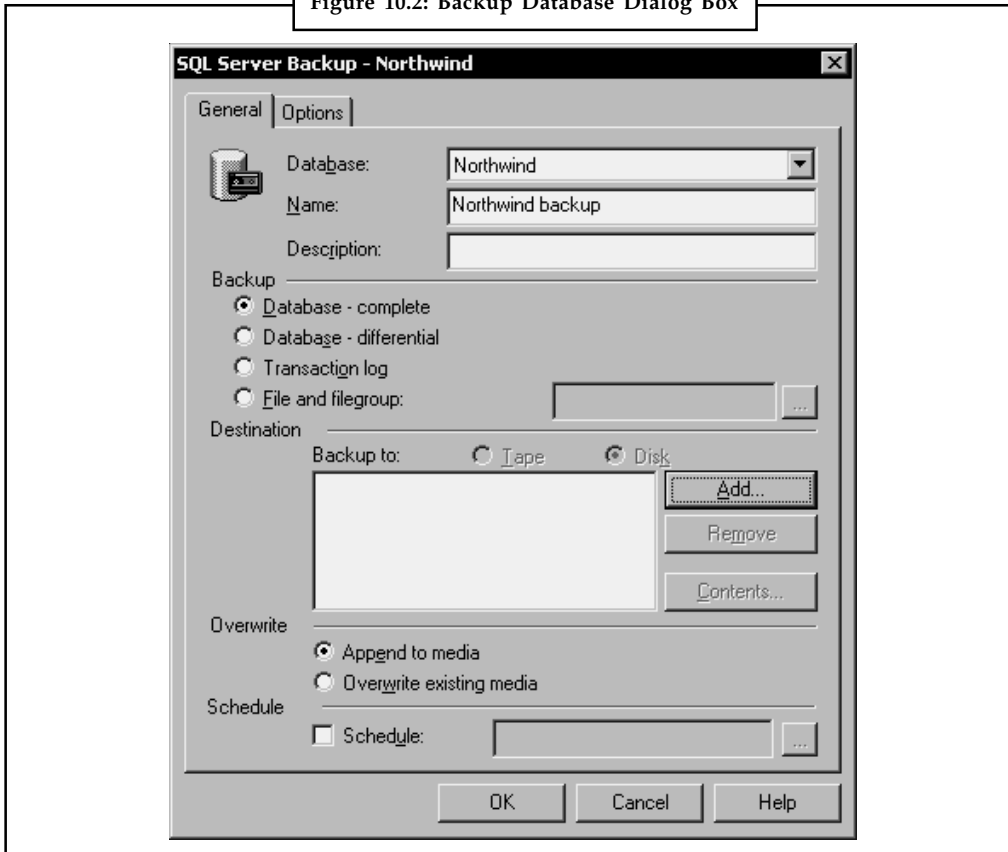 Figure 10.2: Backup Database Dialog Box
SQL Server Backup - Northwind
General
Options
Database:
Northwind
Name:
Northwind backup
Description:
Backup
Database - complete
Database - differential
Transaction log
File and filegroup:
...
Destination
Backup to:
Tape
Disk
Add...
Remove
Contents...
Overwrite
Append to media
Overwrite existing media
Schedule
Schedule:
...
OK
Cancel
Help